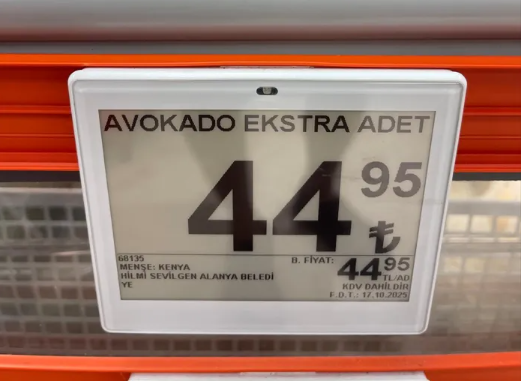 AVOKADO EKSTRA ADET
44 95 ₺
68135
MENŞE: KENYA
HİLMİ SEVİLGEN ALANYA BELEDİ
YE
B. FİYAT: 44 95
TL/AD
KDV DAHİLDİR
F.D.T.: 17.10.2025